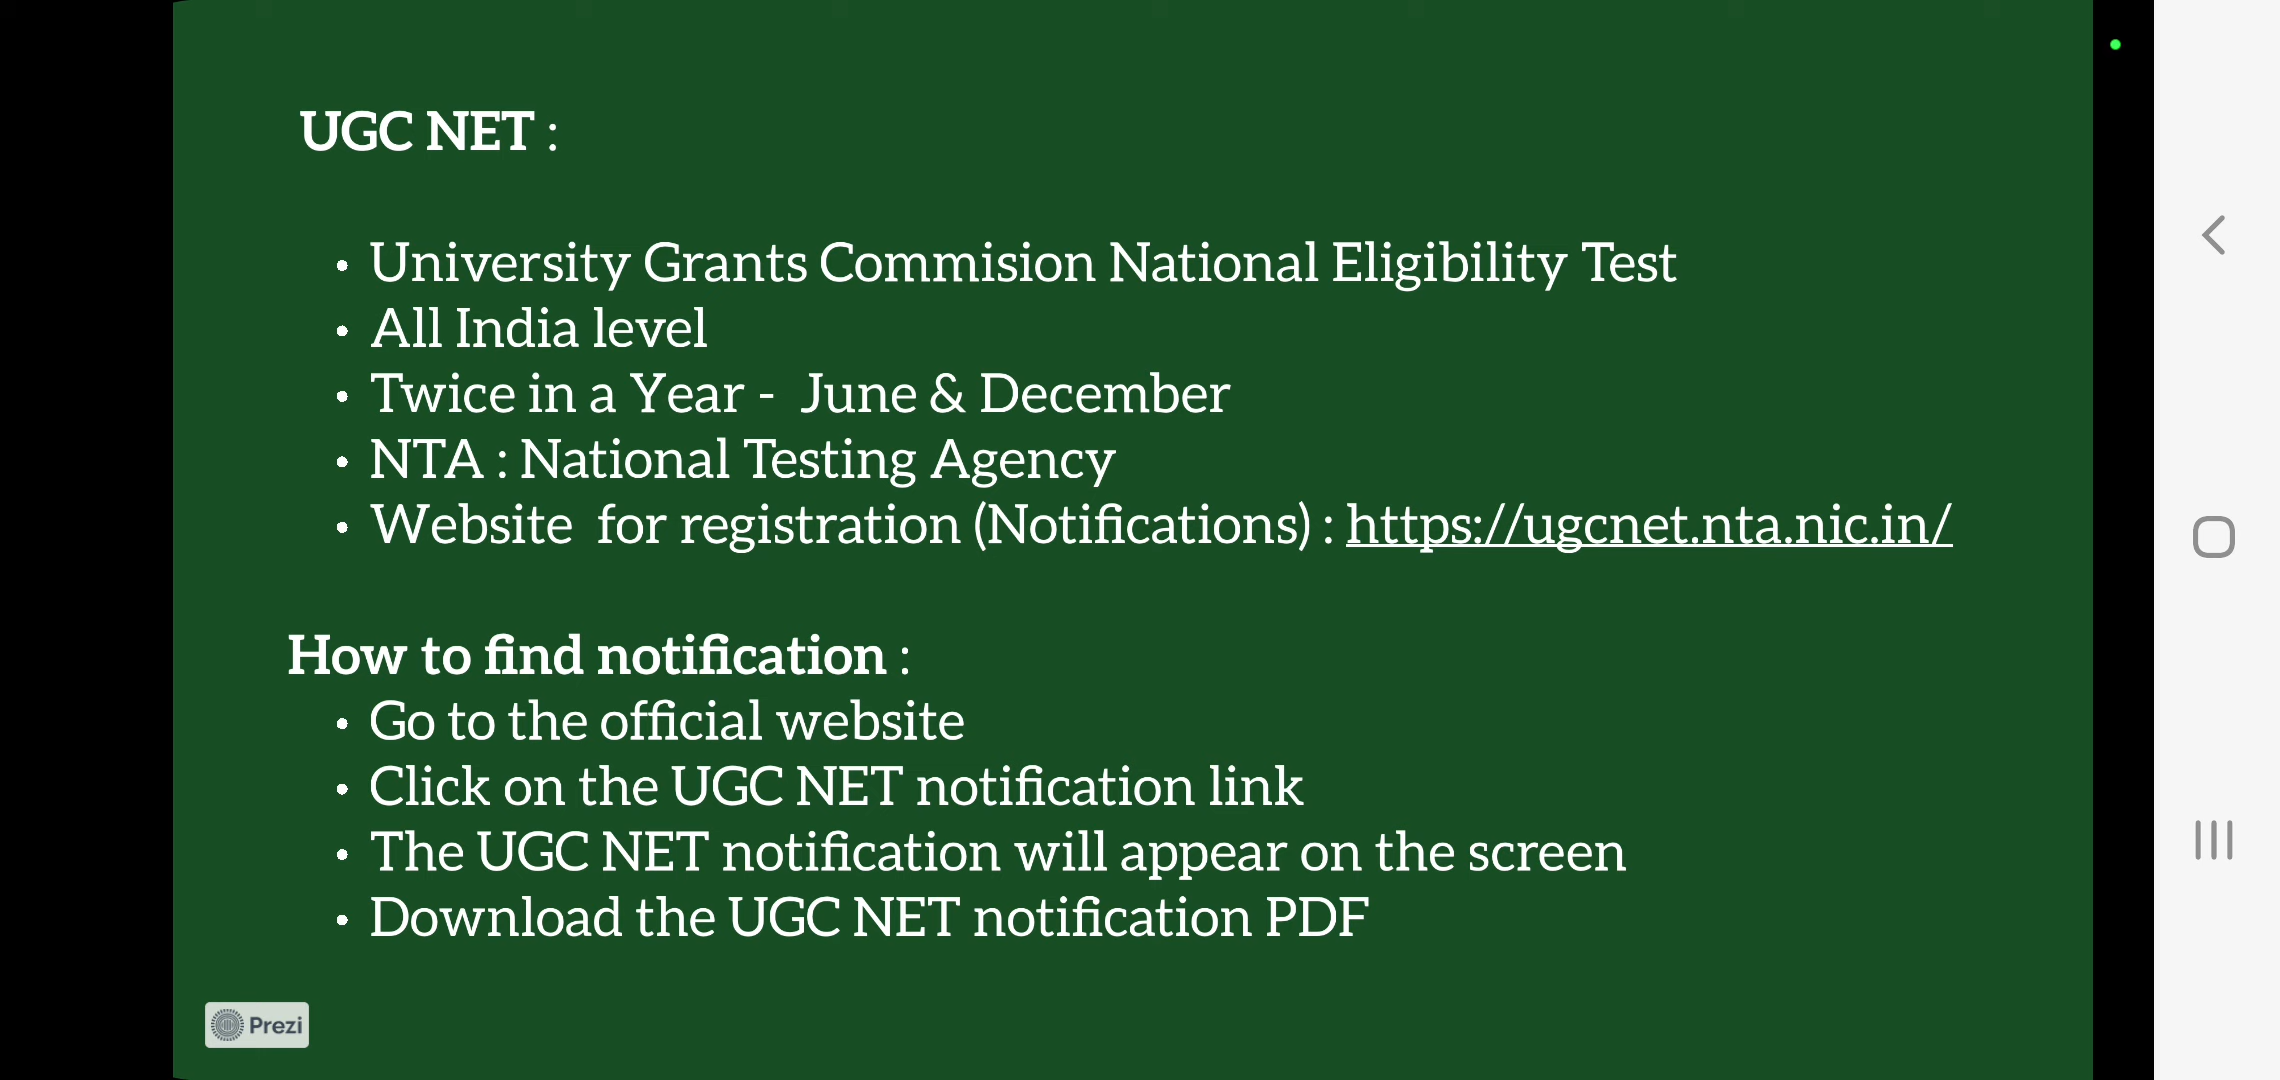 UGC NET :
• University Grants Commision National Eligibility Test
• All India level
• Twice in a Year -  June & December
• NTA : National Testing Agency
• Website  for registration (Notifications) : https://ugcnet.nta.nic.in/
How to find notification :
• Go to the official website
• Click on the UGC NET notification link
• The UGC NET notification will appear on the screen
• Download the UGC NET notification PDF
Prezi